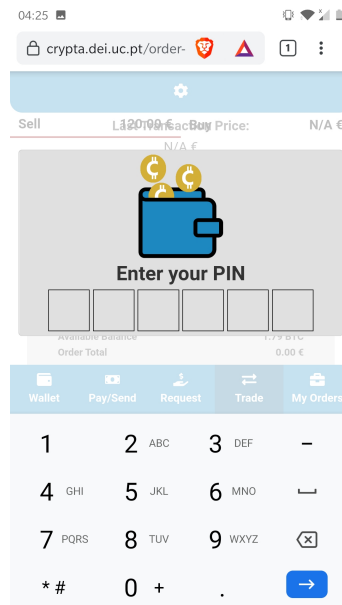 04:25
crypta.dei.uc.pt/order-
1
Sell 120.00 € Buy
Last Transaction Price: N/A €
N/A €
Enter your PIN
Available Balance 1.79 BTC
Order Total 0.00 €
Wallet Pay/Send Request Trade My Orders
1 2 ABC 3 DEF –
4 GHI 5 JKL 6 MNO
7 PQRS 8 TUV 9 WXYZ
* # 0 + .